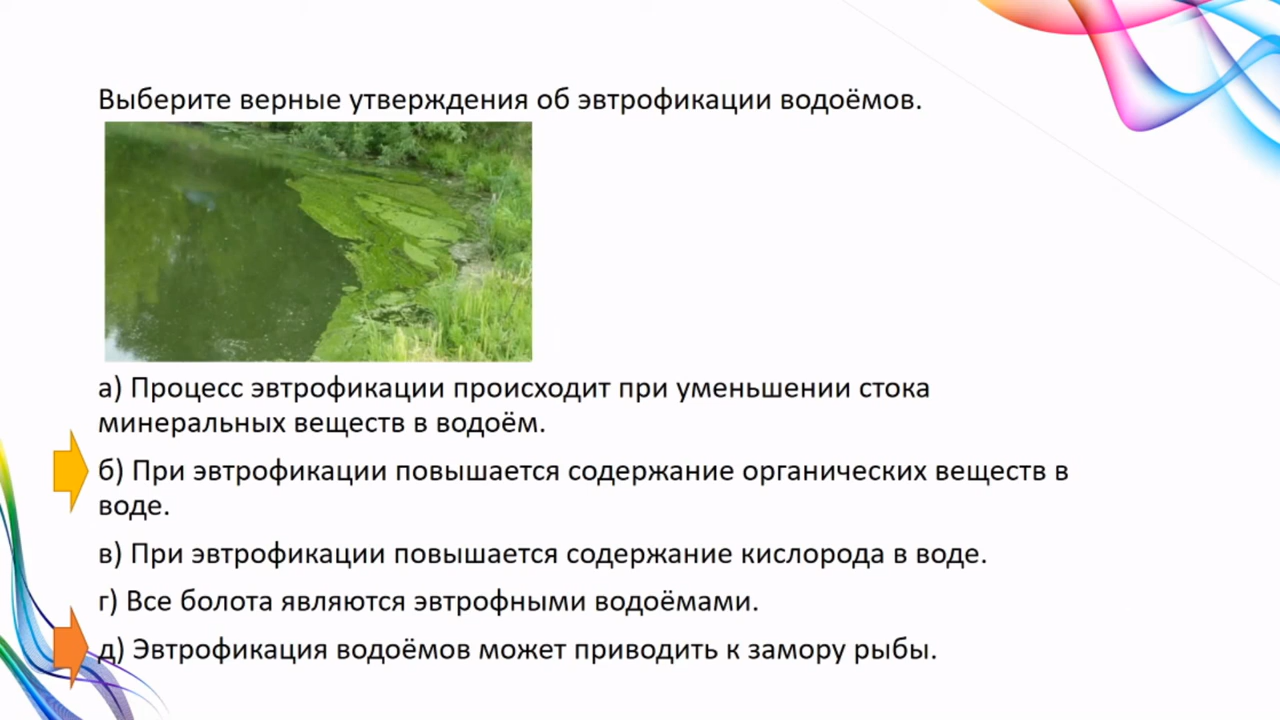 Выберите верные утверждения об эвтрофикации водоёмов.
а) Процесс эвтрофикации происходит при уменьшении стока
минеральных веществ в водоём.
б) При эвтрофикации повышается содержание органических веществ в
воде.
в) При эвтрофикации повышается содержание кислорода в воде.
г) Все болота являются эвтрофными водоёмами.
д) Эвтрофикация водоёмов может приводить к замору рыбы.